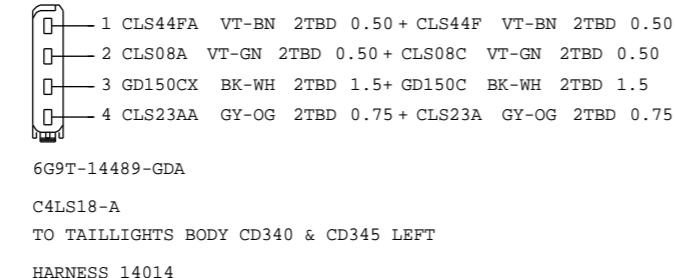 1 CLS44FA VT-BN 2TBD 0.50 + CLS44F VT-BN 2TBD 0.50
2 CLS08A VT-GN 2TBD 0.50 + CLS08C VT-GN 2TBD 0.50
3 GD150CX BK-WH 2TBD 1.5+ GD150C BK-WH 2TBD 1.5
4 CLS23AA GY-OG 2TBD 0.75 + CLS23A GY-OG 2TBD 0.75
6G9T-14489-GDA
C4LS18-A
TO TAILLIGHTS BODY CD340 & CD345 LEFT
HARNESS 14014